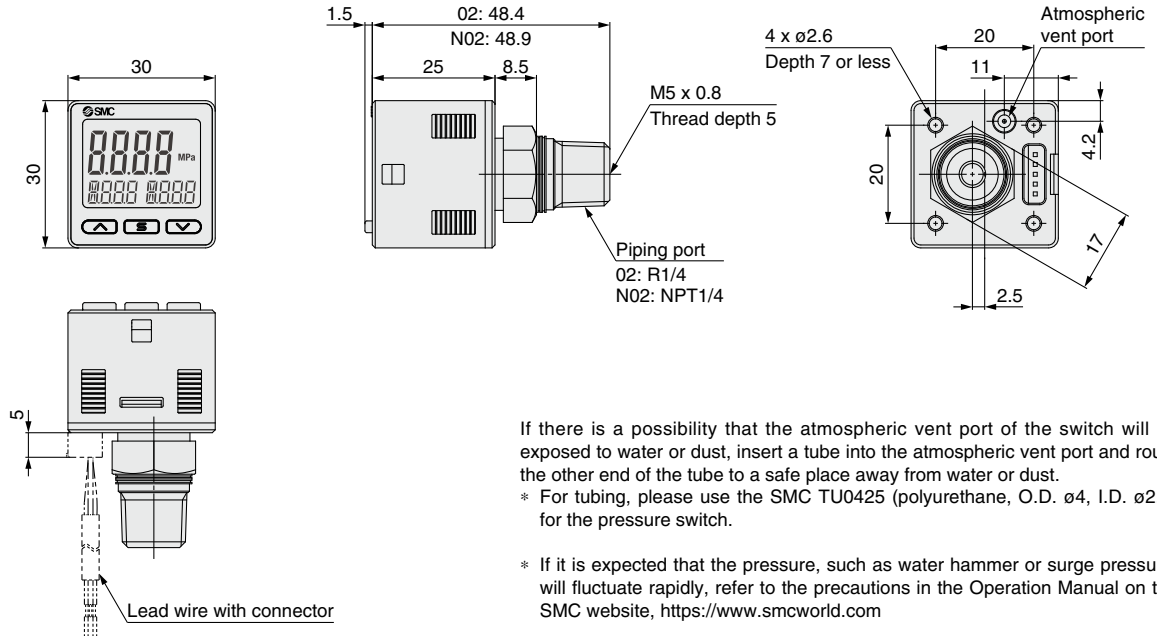 1.5
02: 48.4
N02: 48.9
25
8.5
M5 x 0.8
Thread depth 5
Piping port
02: R1/4
N02: NPT1/4
30
30
SMC
8.8.8.8
MPa
S
4 x ø2.6
Depth 7 or less
20
Atmospheric
vent port
11
4.2
20
17
2.5
5
Lead wire with connector
If there is a possibility that the atmospheric vent port of the switch will
exposed to water or dust, insert a tube into the atmospheric vent port and rou
the other end of the tube to a safe place away from water or dust.
* For tubing, please use the SMC TU0425 (polyurethane, O.D. ø4, I.D. ø2
for the pressure switch.
* If it is expected that the pressure, such as water hammer or surge pressu
will fluctuate rapidly, refer to the precautions in the Operation Manual on t
SMC website, https://www.smcworld.com